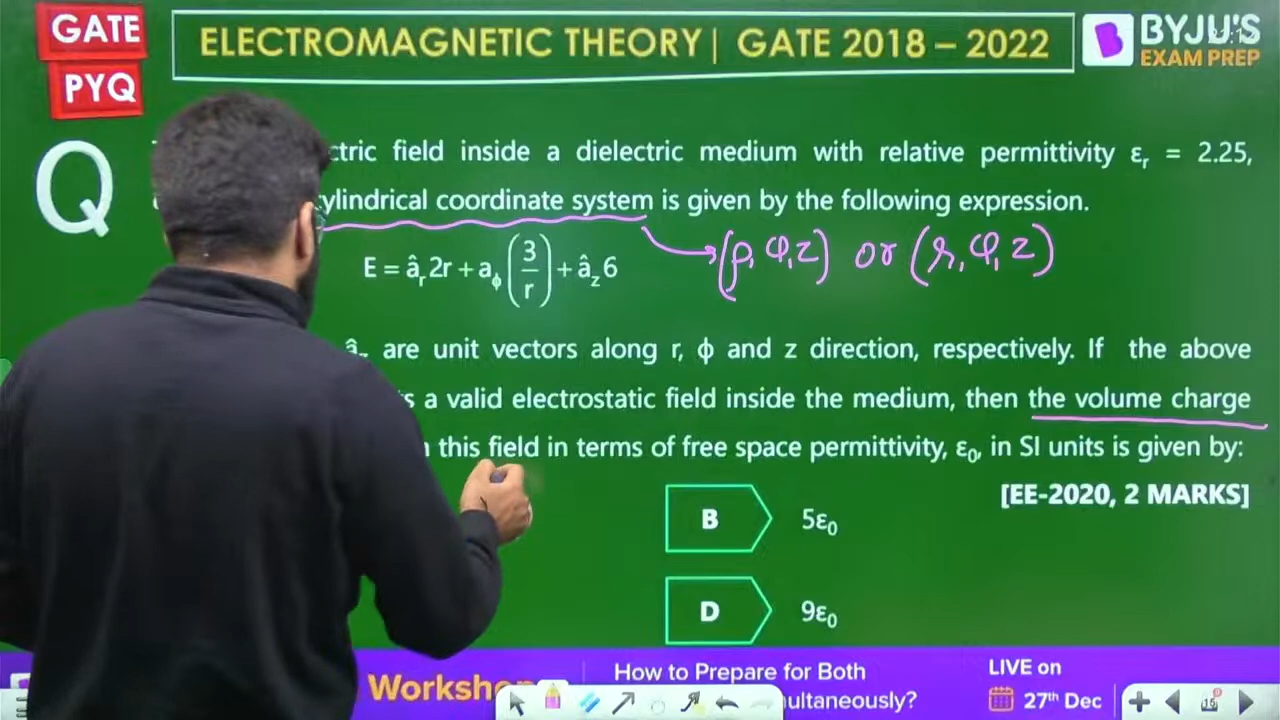 GATE
PYQ
ELECTROMAGNETIC THEORY | GATE 2018 – 2022
BYJU'S
EXAM PREP
Q
ctric field inside a dielectric medium with relative permittivity εr = 2.25,
ylindrical coordinate system is given by the following expression.
E = âr 2r + aϕ (3/r) + âz 6
(ρ, φ, z) or (r, φ, z)
are unit vectors along r, ϕ and z direction, respectively. If the above
s a valid electrostatic field inside the medium, then the volume charge
this field in terms of free space permittivity, ε0, in SI units is given by:
[EE-2020, 2 MARKS]
B 5ε0
D 9ε0
Worksho
How to Prepare for Both
ultaneously?
LIVE on
27th Dec